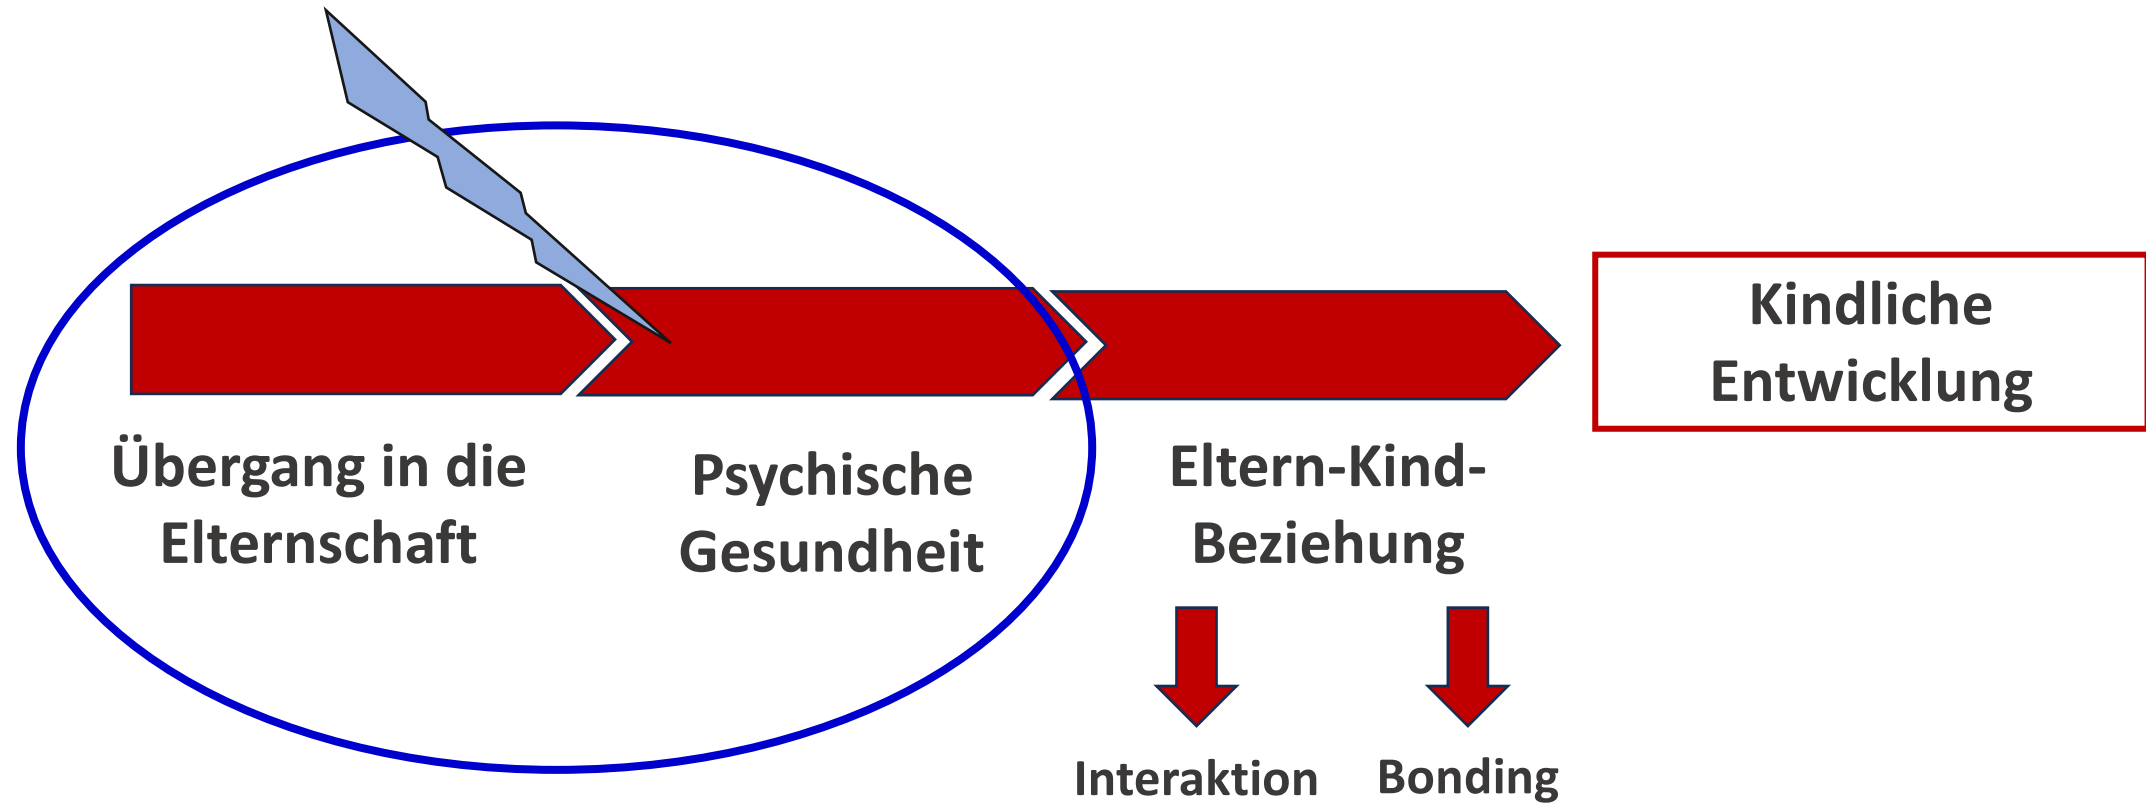 Übergang in die
Elternschaft
Psychische
Gesundheit
Eltern-Kind-
Beziehung
Kindliche
Entwicklung
Interaktion
Bonding